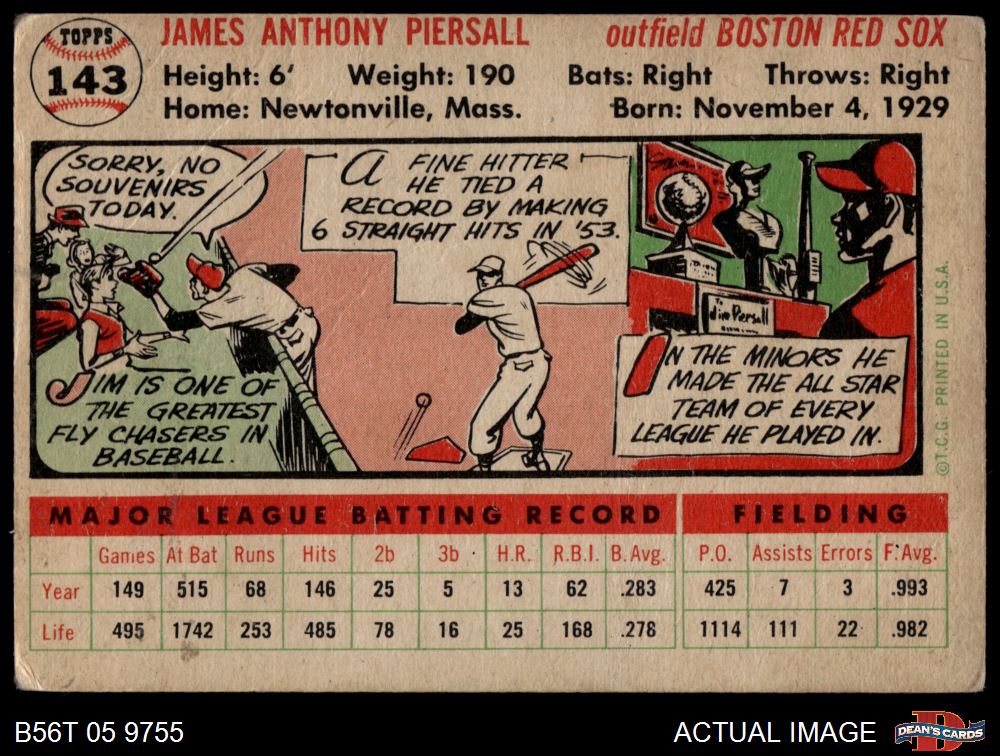 TOPPS
143
JAMES ANTHONY PIERSALL outfield BOSTON RED SOX
Height: 6' Weight: 190 Bats: Right Throws: Right
Home: Newtonville, Mass. Born: November 4, 1929
SORRY, NO
SOUVENIRS
TODAY.
JIM IS ONE OF
THE GREATEST
FLY CHASERS IN
BASEBALL.
A FINE HITTER
HE TIED A
RECORD BY MAKING
6 STRAIGHT HITS IN '53.
To
Jim Piersall
IN THE MINORS HE
MADE THE ALL STAR
TEAM OF EVERY
LEAGUE HE PLAYED IN.
©T.C.G. PRINTED IN U.S.A.
MAJOR LEAGUE BATTING RECORD FIELDING
Games At Bat Runs Hits 2b 3b H.R. R.B.I. B. Avg. P.O. Assists Errors F. Avg.
Year 149 515 68 146 25 5 13 62 .283 425 7 3 .993
Life 495 1742 253 485 78 16 25 168 .278 1114 111 22 .982
B56T 05 9755 ACTUAL IMAGE DEAN'S CARDS